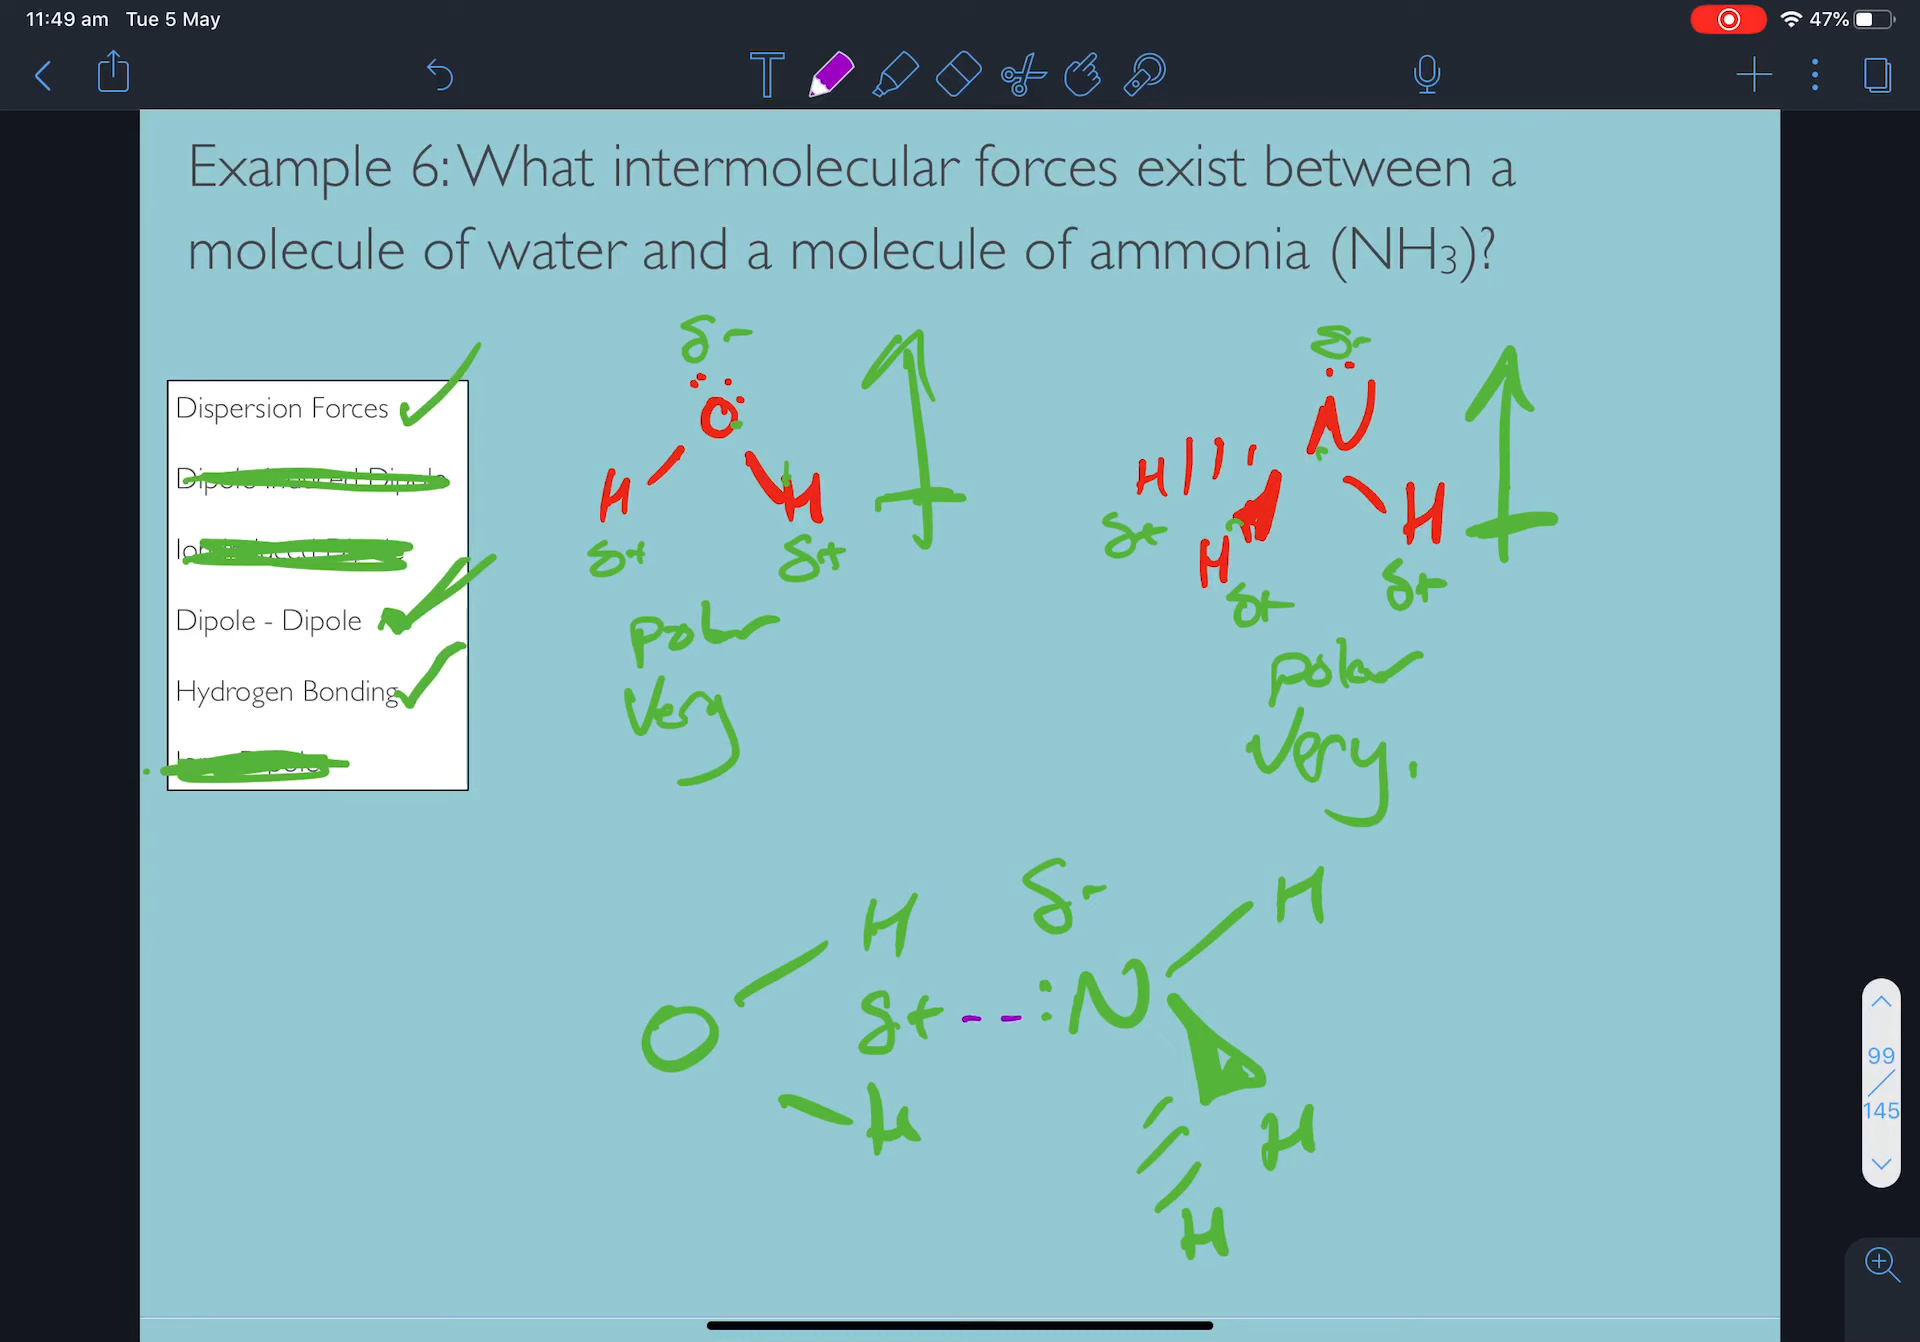 11:49 am Tue 5 May
47%
Example 6: What intermolecular forces exist between a
molecule of water and a molecule of ammonia (NH₃)?
Dispersion Forces
Dipole - Dipole
Hydrogen Bonding
δ-
O
H H
δ+ δ+
polar
very
δ-
N
H H H
δ+ δ+ δ+
polar
very.
δ-
H H
O δ+ -- :N
H H
H
99
145